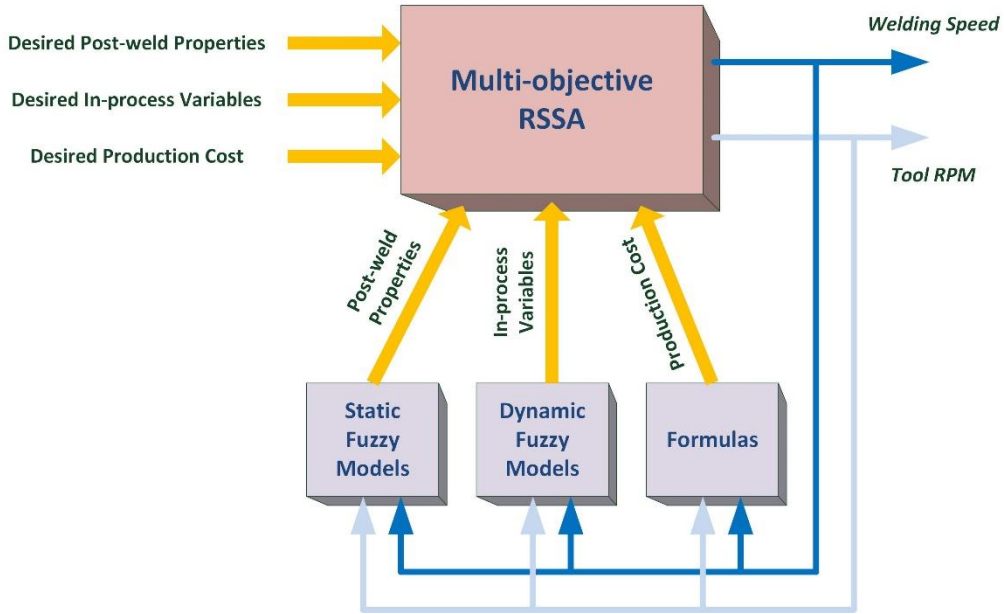 Welding Speed
Desired Post-weld Properties
Desired In-process Variables
Desired Production Cost
Multi-objective
RSSA
Tool RPM
Post-weld
Properties
In-process
Variables
Production Cost
Static
Fuzzy
Models
Dynamic
Fuzzy
Models
Formulas